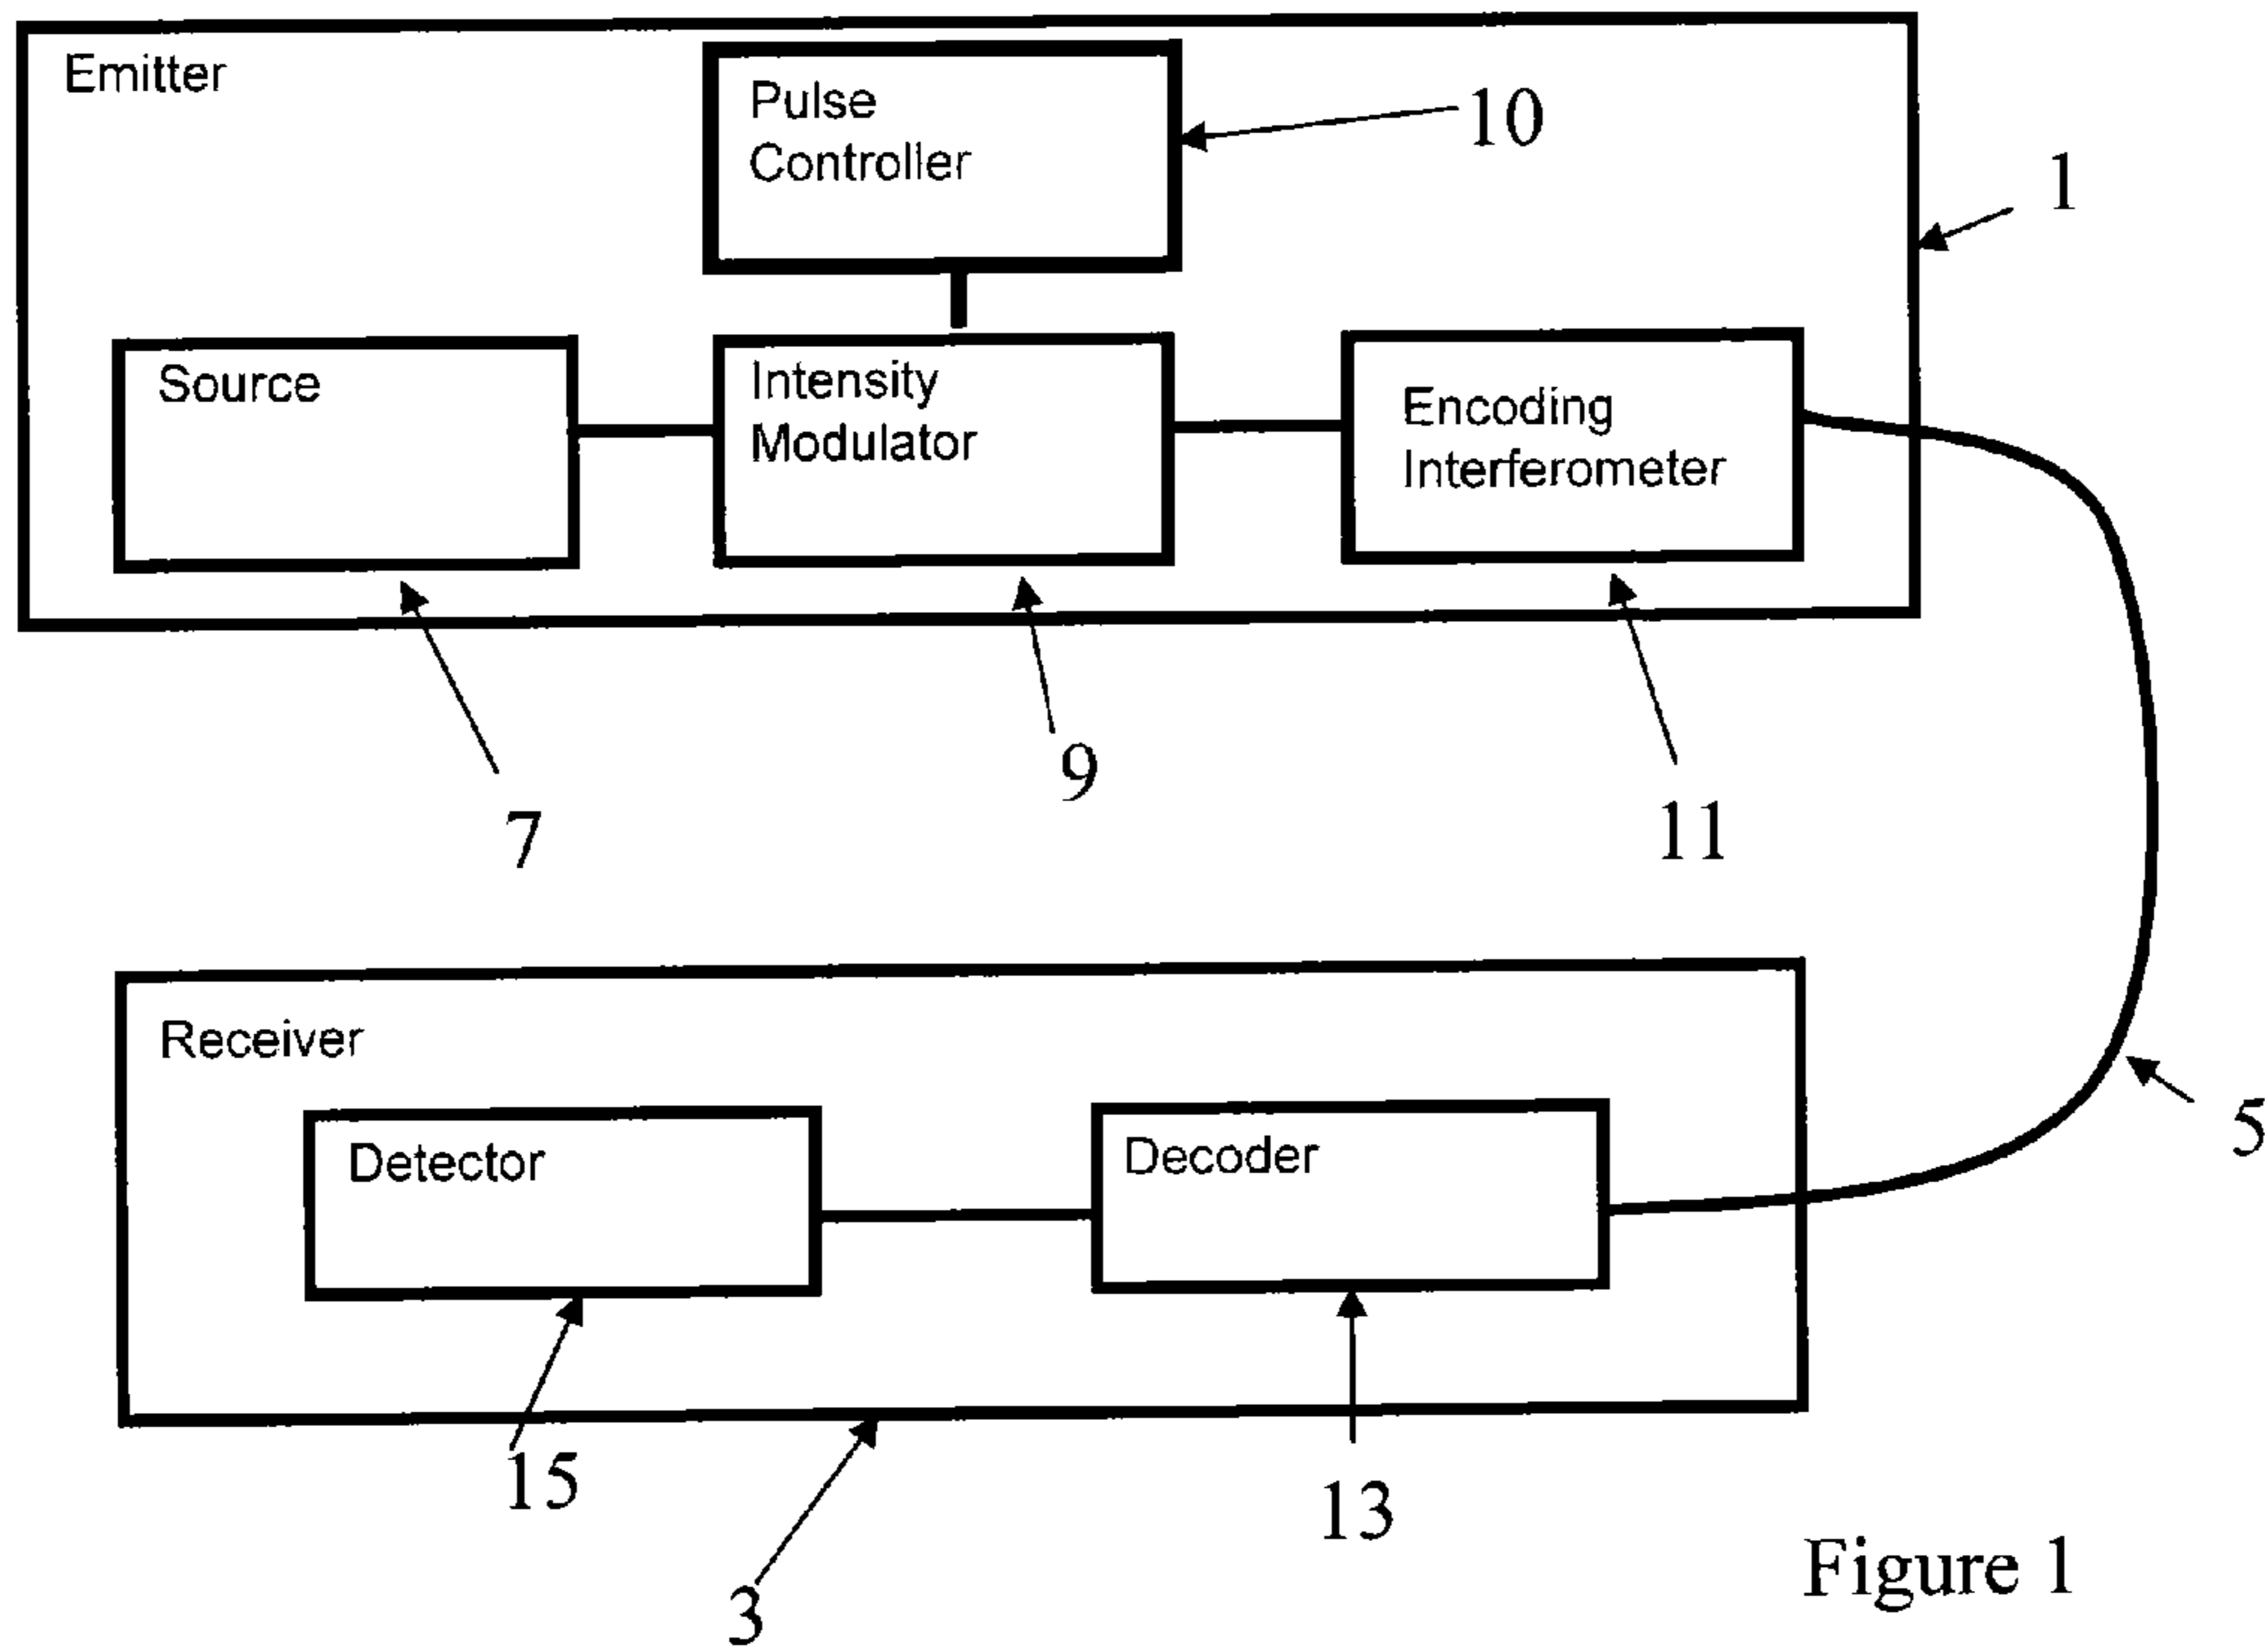 Emitter
Pulse
Controller
10
1
Source
Intensity
Modulator
Encoding
Interferometer
7
9
11
Receiver
Detector
Decoder
5
15
13
3
Figure 1